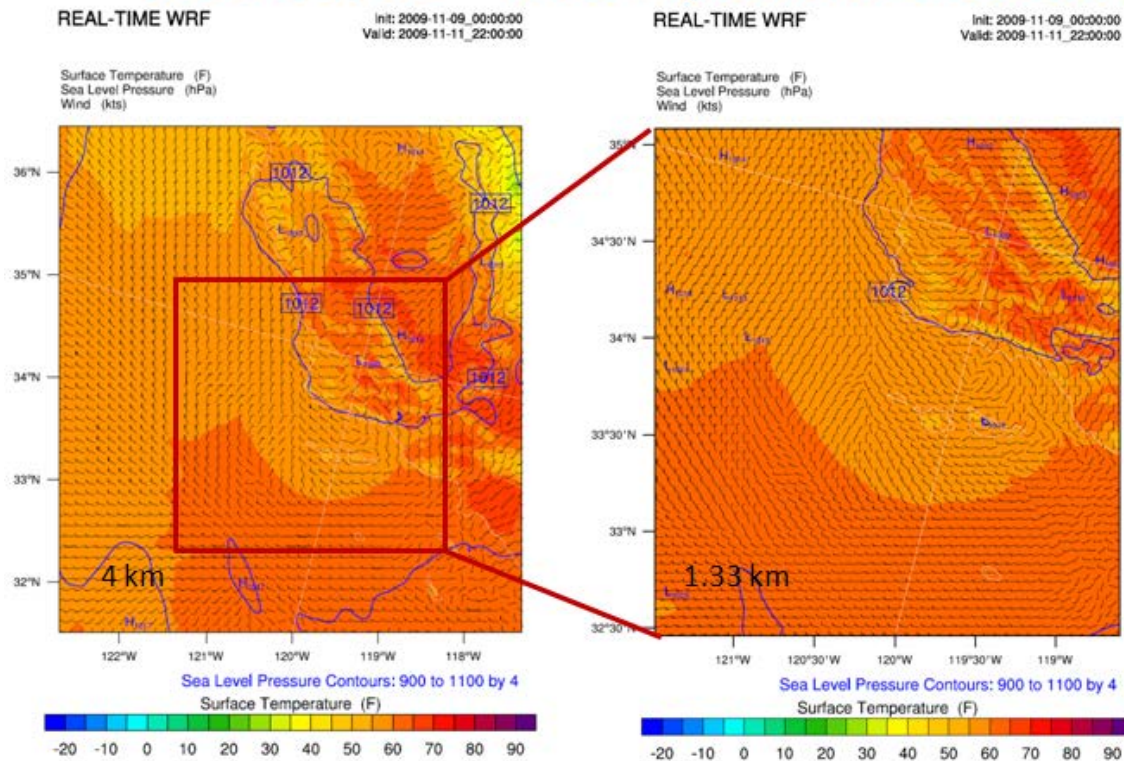 REAL-TIME WRF
Init: 2009-11-09_00:00:00
Valid: 2009-11-11_22:00:00
Surface Temperature (F)
Sea Level Pressure (hPa)
Wind (kts)
36°N
35°N
34°N
33°N
32°N
1012
1012
1012
1012
1012
4 km
122°W
121°W
120°W
119°W
118°W
Sea Level Pressure Contours: 900 to 1100 by 4
Surface Temperature (F)
-20 -10 0 10 20 30 40 50 60 70 80 90
REAL-TIME WRF
Init: 2009-11-09_00:00:00
Valid: 2009-11-11_22:00:00
Surface Temperature (F)
Sea Level Pressure (hPa)
Wind (kts)
35°N
34°30'N
34°N
33°30'N
33°N
32°30'N
1012
1.33 km
121°W
120°30'W
120°W
119°30'W
119°W
Sea Level Pressure Contours: 900 to 1100 by 4
Surface Temperature (F)
-20 -10 0 10 20 30 40 50 60 70 80 90